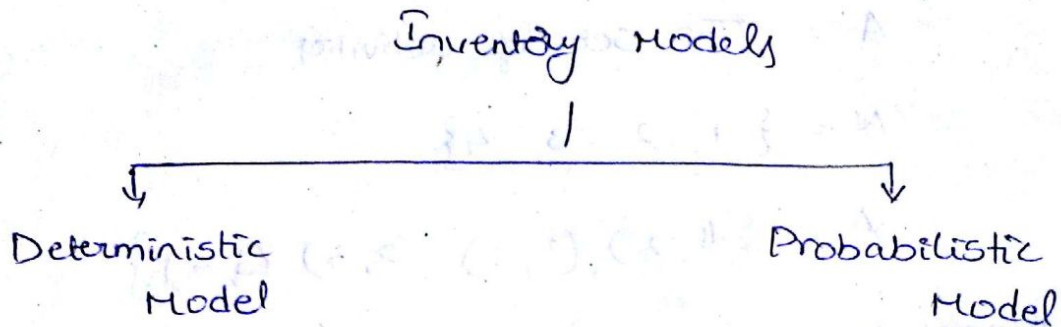 Inventory Models
Deterministic
Model
Probabilistic
Model